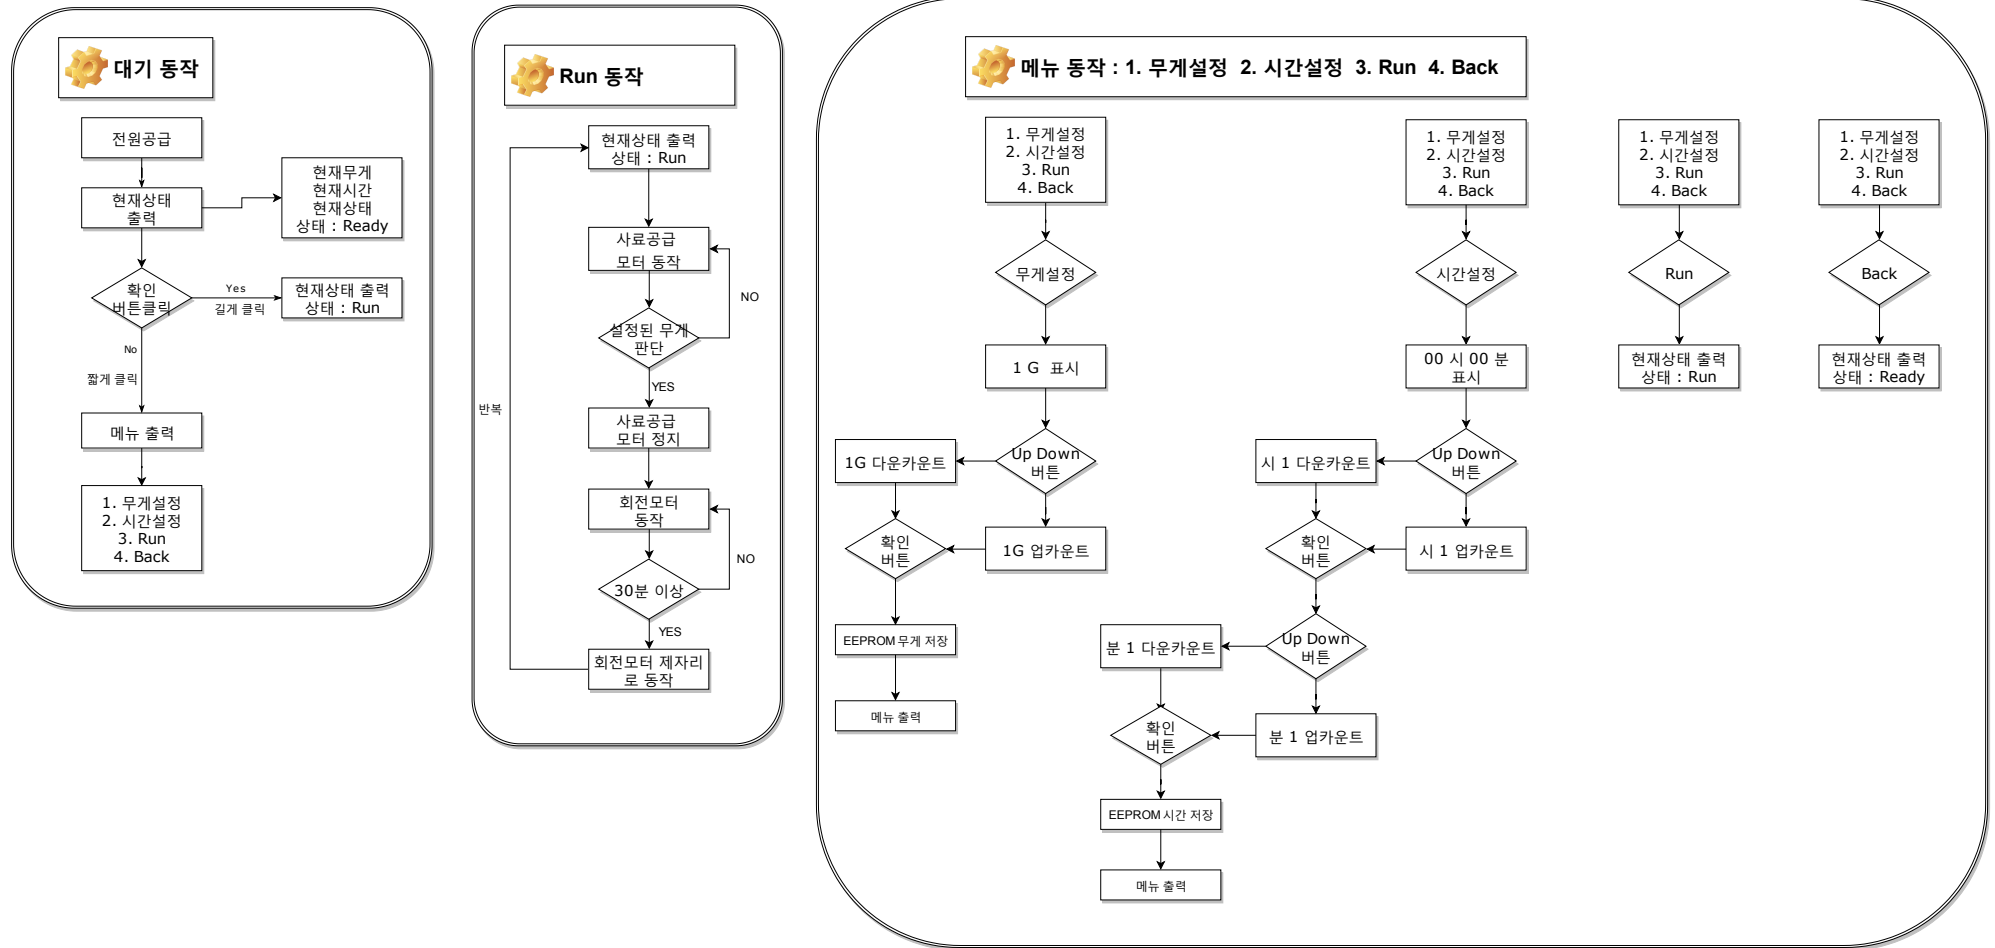 대기 동작
전원공급
현재상태
출력
현재무게
현재시간
현재상태
상태 : Ready
확인
버튼클릭
Yes
길게 클릭
현재상태 출력
상태 : Run
No
짧게 클릭
메뉴 출력
1. 무게설정
2. 시간설정
3. Run
4. Back
Run 동작
현재상태 출력
상태 : Run
사료공급
모터 동작
NO
설정된 무게
판단
YES
반복
사료공급
모터 정지
회전모터
동작
NO
30분 이상
YES
회전모터 제자리
로 동작
메뉴 동작 : 1. 무게설정 2. 시간설정 3. Run 4. Back
1. 무게설정
2. 시간설정
3. Run
4. Back
무게설정
1 G 표시
Up Down
버튼
1G 다운카운트
1G 업카운트
확인
버튼
EEPROM 무게 저장
메뉴 출력
1. 무게설정
2. 시간설정
3. Run
4. Back
시간설정
00 시 00 분
표시
Up Down
버튼
시 1 다운카운트
시 1 업카운트
확인
버튼
Up Down
버튼
분 1 다운카운트
분 1 업카운트
확인
버튼
EEPROM 시간 저장
메뉴 출력
1. 무게설정
2. 시간설정
3. Run
4. Back
Run
현재상태 출력
상태 : Run
1. 무게설정
2. 시간설정
3. Run
4. Back
Back
현재상태 출력
상태 : Ready